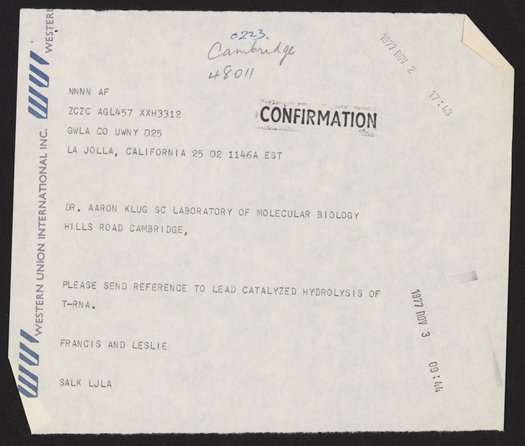 0223.
Cambridge
48011
1977 NOV 2 17:43
NNNN AF
ZCZC AGL457 XXH3312
GWLA CO UWNY 025
LA JOLLA, CALIFORNIA 25 02 1146A EST
CONFIRMATION
DR. AARON KLUG SC LABORATORY OF MOLECULAR BIOLOGY
HILLS ROAD CAMBRIDGE,
PLEASE SEND REFERENCE TO LEAD CATALYZED HYDROLYSIS OF
T-RNA.
FRANCIS AND LESLIE
SALK LJLA
1977 NOV 3 09:44
WESTERN UNION INTERNATIONAL INC.
WESTERN